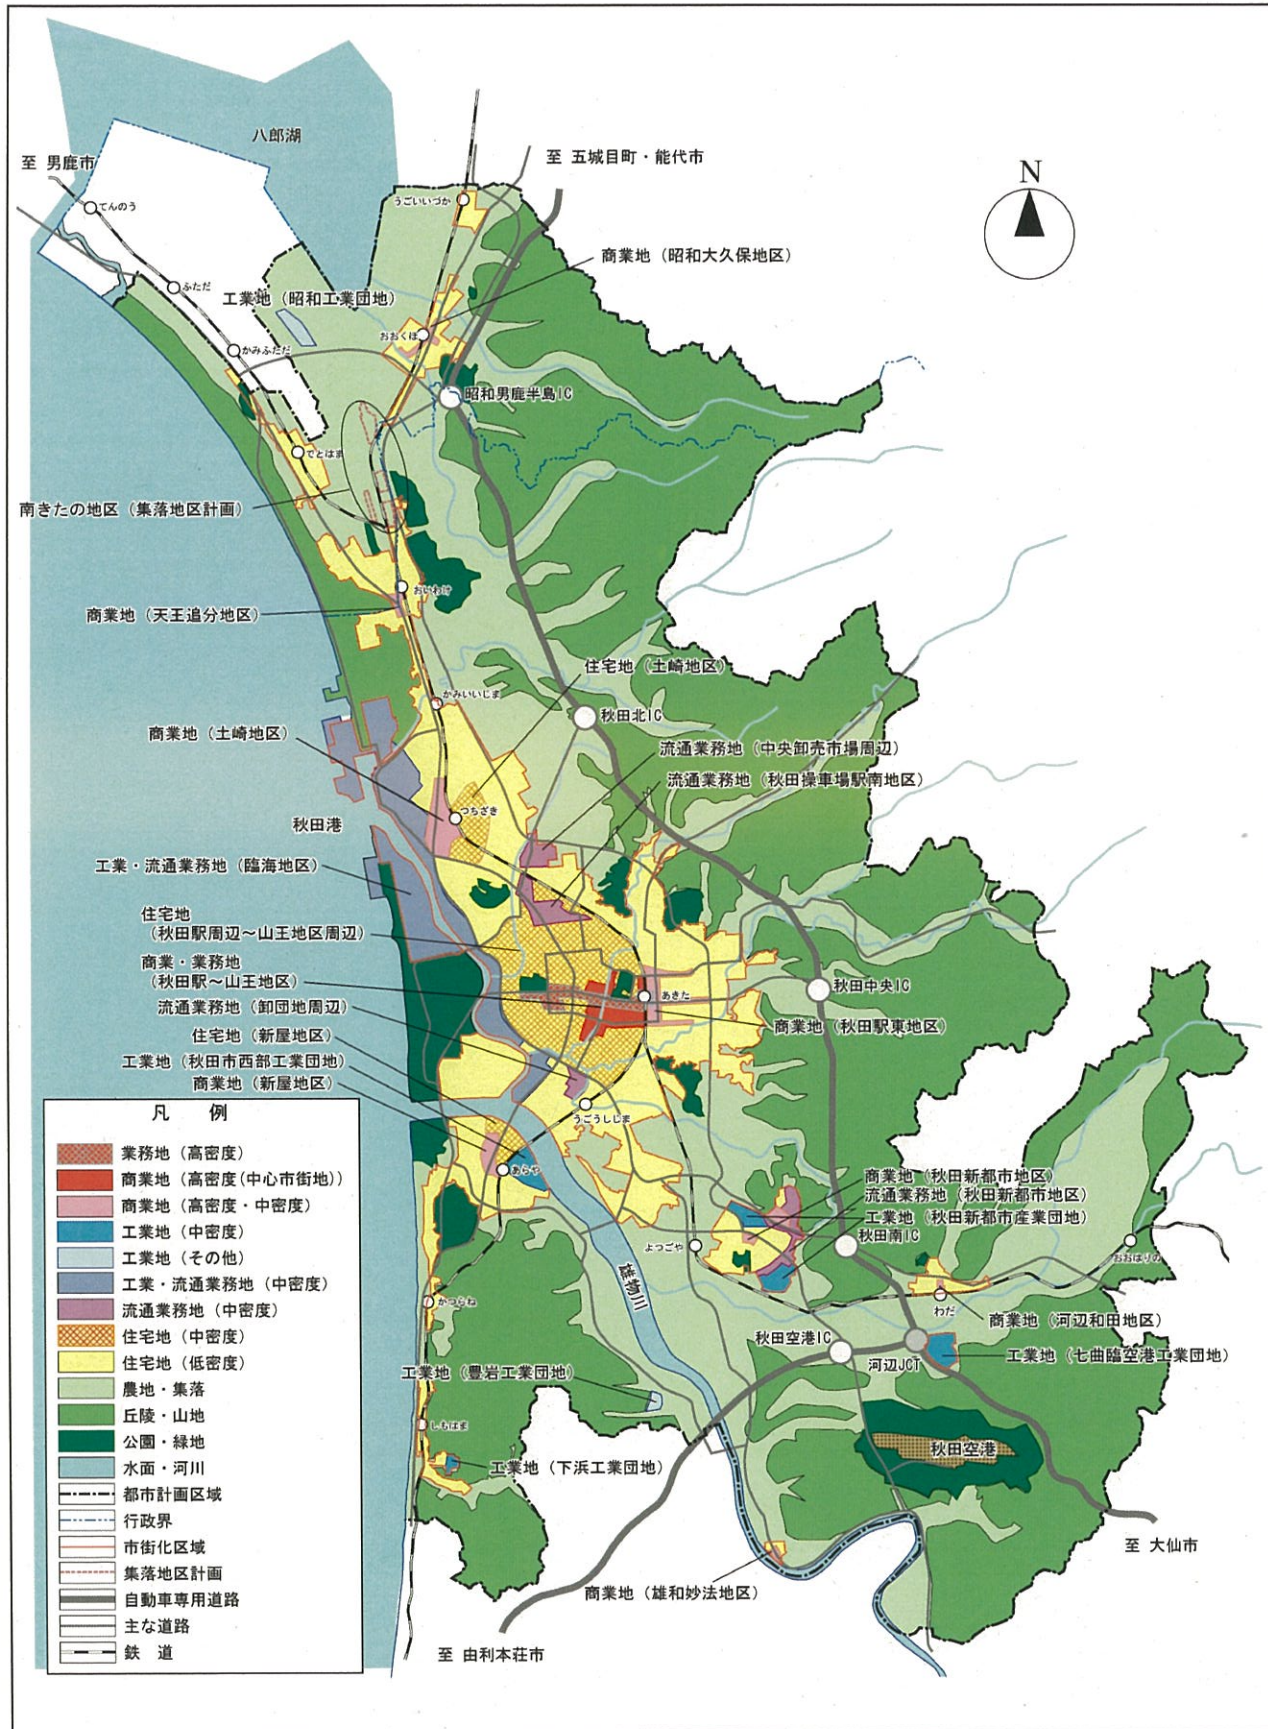 八郎湖
至 男鹿市
至 五城目町・能代市
N
てんのう
うごいいづか
商業地（昭和大久保地区）
ふただ
工業地（昭和工業団地）
おおくぼ
かみふただ
昭和男鹿半島IC
でとはま
南きたの地区（集落地区計画）
おいわけ
商業地（天王追分地区）
住宅地（土崎地区）
かみいいじま
秋田北IC
商業地（土崎地区）
流通業務地（中央卸売市場周辺）
流通業務地（秋田操車場駅南地区）
つちざき
秋田港
工業・流通業務地（臨海地区）
住宅地
（秋田駅周辺～山王地区周辺）
商業・業務地
（秋田駅～山王地区）
あきた
秋田中央IC
流通業務地（卸団地周辺）
商業地（秋田駅東地区）
住宅地（新屋地区）
工業地（秋田市西部工業団地）
商業地（新屋地区）
うごうしじま
あらや
商業地（秋田新都市地区）
流通業務地（秋田新都市地区）
工業地（秋田新都市産業団地）
秋田南IC
よつごや
おおばりの
雄物川
かつらね
わだ
商業地（河辺和田地区）
秋田空港IC
河辺JCT
工業地（七曲臨空港工業団地）
工業地（豊岩工業団地）
しもはま
秋田空港
工業地（下浜工業団地）
至 大仙市
商業地（雄和妙法地区）
至 由利本荘市
凡 例
業務地（高密度）
商業地（高密度(中心市街地)）
商業地（高密度・中密度）
工業地（中密度）
工業地（その他）
工業・流通業務地（中密度）
流通業務地（中密度）
住宅地（中密度）
住宅地（低密度）
農地・集落
丘陵・山地
公園・緑地
水面・河川
都市計画区域
行政界
市街化区域
集落地区計画
自動車専用道路
主な道路
鉄 道